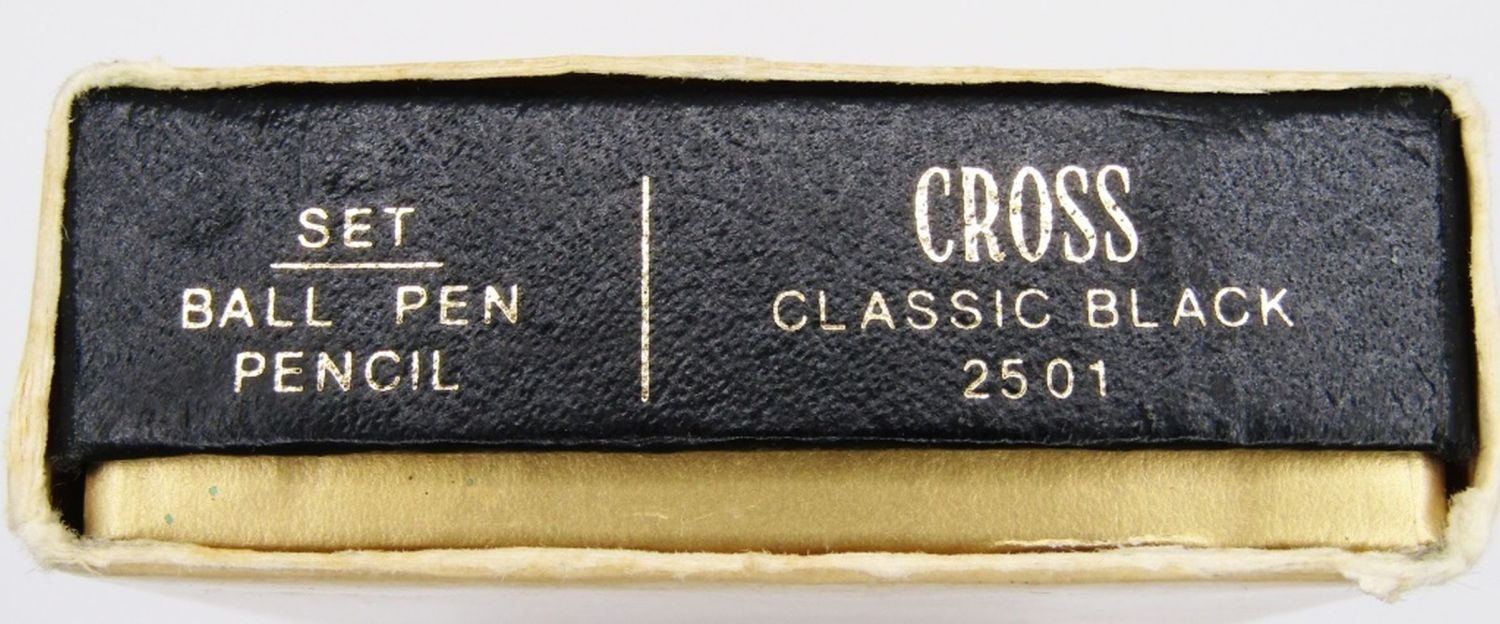 SET
BALL PEN
PENCIL
CROSS
CLASSIC BLACK
2501